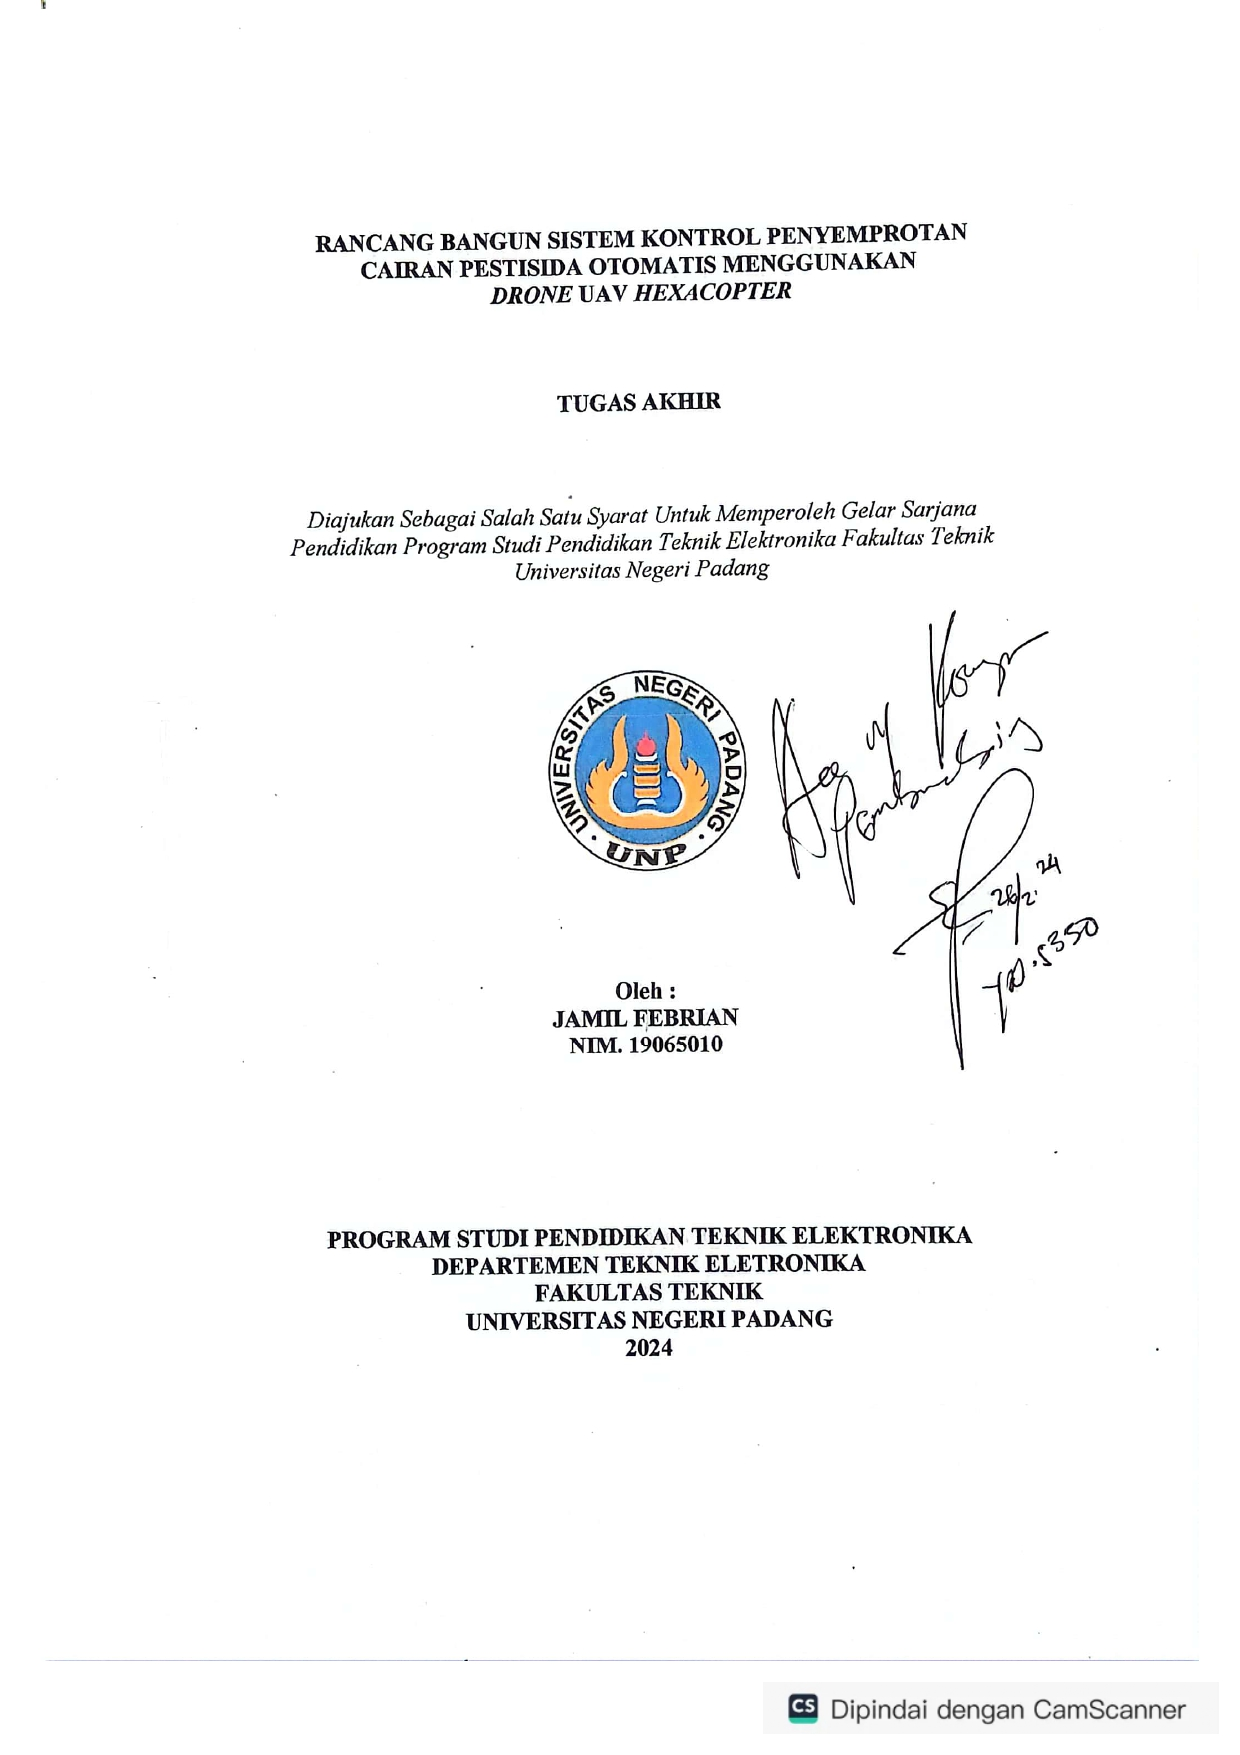 RANCANG BANGUN SISTEM KONTROL PENYEMPROTAN
CAIRAN PESTISIDA OTOMATIS MENGGUNAKAN
DRONE UAV HEXACOPTER
TUGAS AKHIR
Diajukan Sebagai Salah Satu Syarat Untuk Memperoleh Gelar Sarjana
Pendidikan Program Studi Pendidikan Teknik Elektronika Fakultas Teknik
Universitas Negeri Padang
UNIVERSITAS NEGERI PADANG
UNP
Oleh :
JAMIL FEBRIAN
NIM. 19065010
PROGRAM STUDI PENDIDIKAN TEKNIK ELEKTRONIKA
DEPARTEMEN TEKNIK ELETRONIKA
FAKULTAS TEKNIK
UNIVERSITAS NEGERI PADANG
2024
CS Dipindai dengan CamScanner